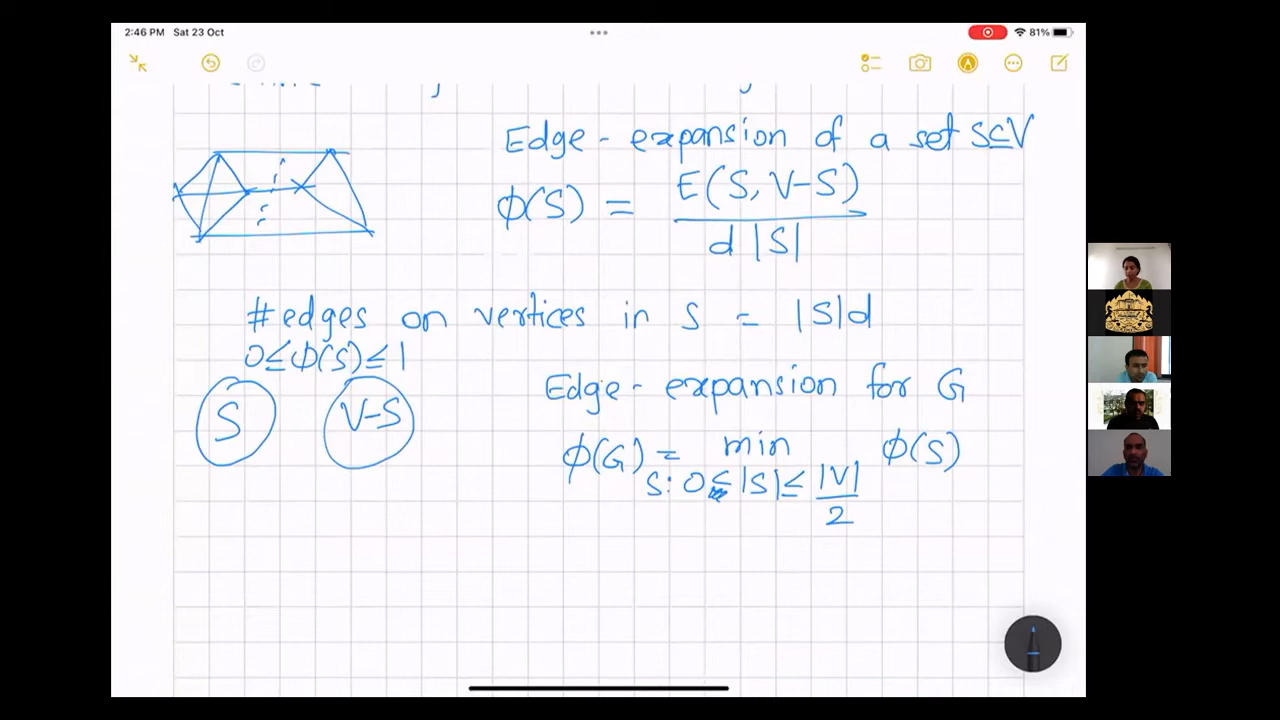 2:46 PM Sat 23 Oct
81%
Edge-expansion of a set S⊆V
φ(S) = E(S, V-S)
d |S|
#edges on vertices in S = |S|d
0≤φ(S)≤1
S V-S
Edge-expansion for G
φ(G) = min φ(S)
S: 0≤|S|≤ |V|
2